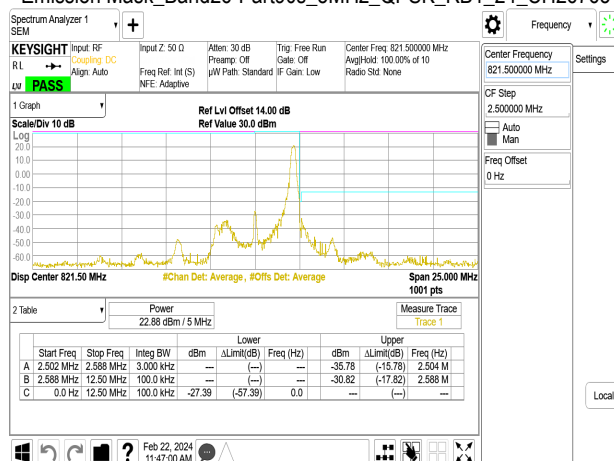 Spectrum Analyzer 1
SEM
Frequency
Settings
KEYSIGHT
RL
LXI
PASS
Input: RF
Coupling: DC
Align: Auto
Input Z: 50 Ω
Freq Ref: Int (S)
NFE: Adaptive
Atten: 30 dB
Preamp: Off
µW Path: Standard
Trig: Free Run
Gate: Off
IF Gain: Low
Center Freq: 821.500000 MHz
Avg|Hold: 100.00% of 10
Radio Std: None
Center Frequency
821.500000 MHz
CF Step
2.500000 MHz
Auto
Man
Freq Offset
0 Hz
1 Graph
Scale/Div 10 dB
Ref Lvl Offset 14.00 dB
Ref Value 30.0 dBm
Log
20.0
10.0
0.00
-10.0
-20.0
-30.0
-40.0
-50.0
-60.0
Disp Center 821.50 MHz
#Chan Det: Average, #Offs Det: Average
Span 25.000 MHz
1001 pts
2 Table
Power
22.88 dBm / 5 MHz
Measure Trace
Trace 1
Lower Upper
Start Freq Stop Freq Integ BW dBm ΔLimit(dB) Freq (Hz) dBm ΔLimit(dB) Freq (Hz)
A 2.502 MHz 2.588 MHz 3.000 kHz --- (---) --- -35.78 (-15.78) 2.504 M
B 2.588 MHz 12.50 MHz 100.0 kHz --- (---) --- -30.82 (-17.82) 2.588 M
C 0.0 Hz 12.50 MHz 100.0 kHz -27.39 (-57.39) 0.0 --- (---) ---
Local
Feb 22, 2024
11:47:00 AM